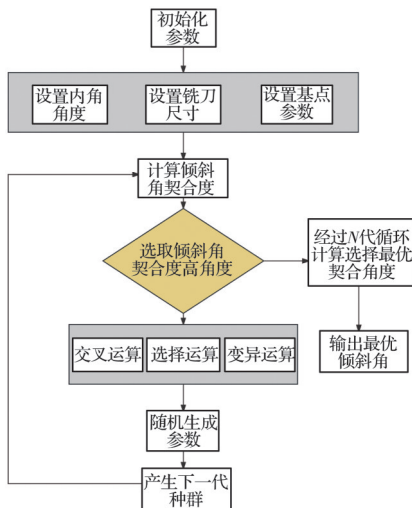 初始化
参数
设置内角
角度
设置铣刀
尺寸
设置基点
参数
计算倾斜
角契合度
选取倾斜角
契合度高角度
经过N代循环
计算选择最优
契合角度
输出最优
倾斜角
交叉运算
选择运算
变异运算
随机生成
参数
产生下一代
种群